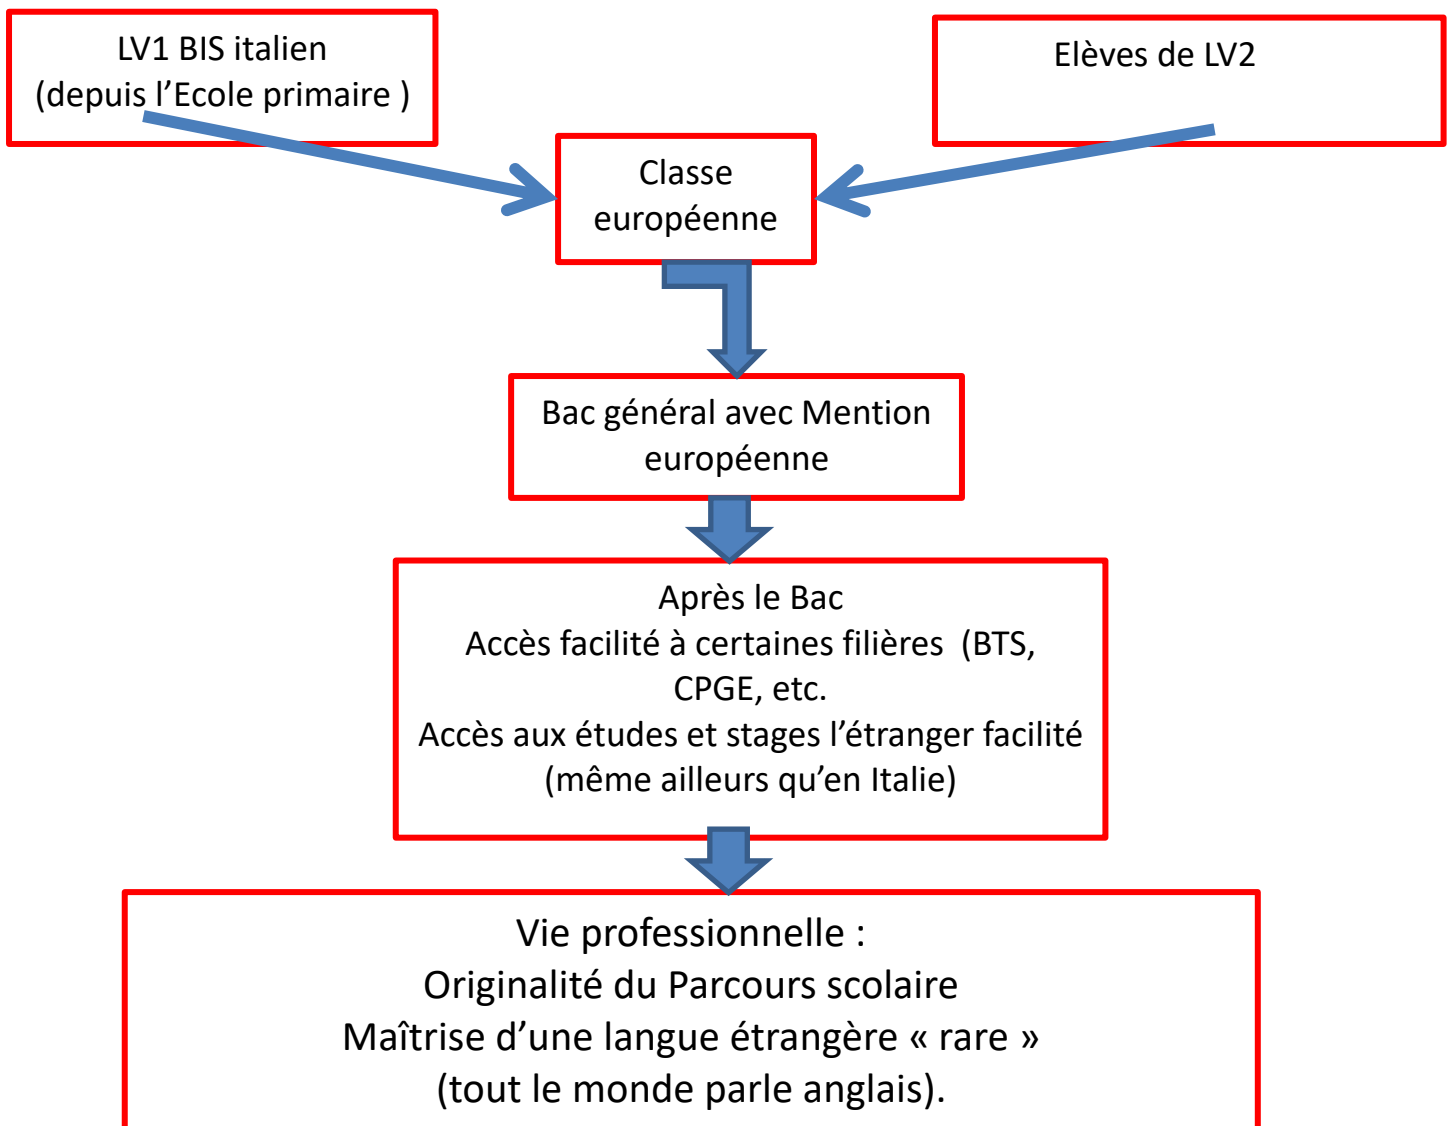 LV1 BIS italien
(depuis l’Ecole primaire )
Elèves de LV2
Classe
européenne
Bac général avec Mention
européenne
Après le Bac
Accès facilité à certaines filières  (BTS,
CPGE, etc.
Accès aux études et stages l’étranger facilité
(même ailleurs qu’en Italie)
Vie professionnelle :
Originalité du Parcours scolaire
Maîtrise d’une langue étrangère « rare »
(tout le monde parle anglais).